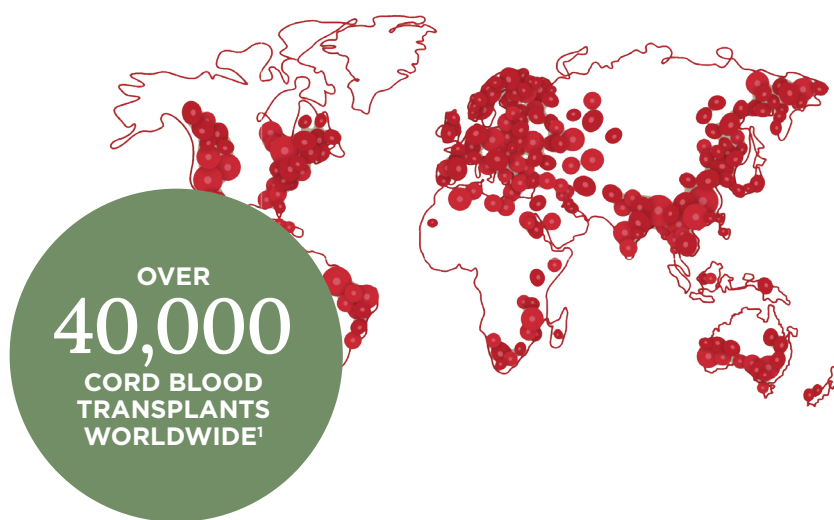 OVER
40,000
CORD BLOOD
TRANSPLANTS
WORLDWIDE¹